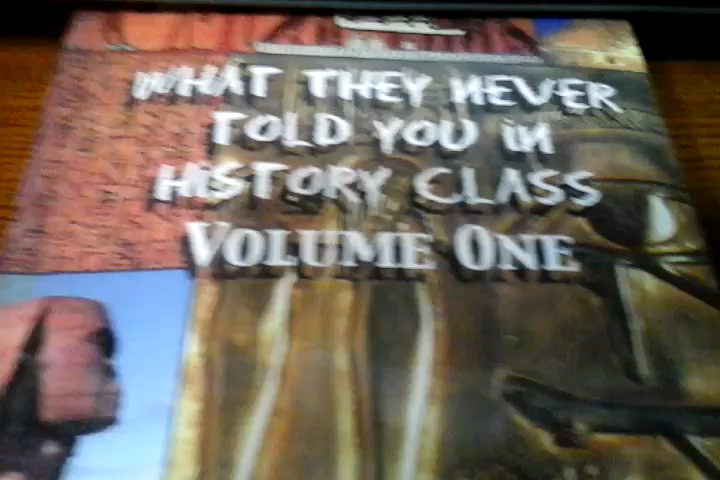 WHAT THEY NEVER
TOLD YOU iN
HiSTORY CLASS
VOLUME ONE